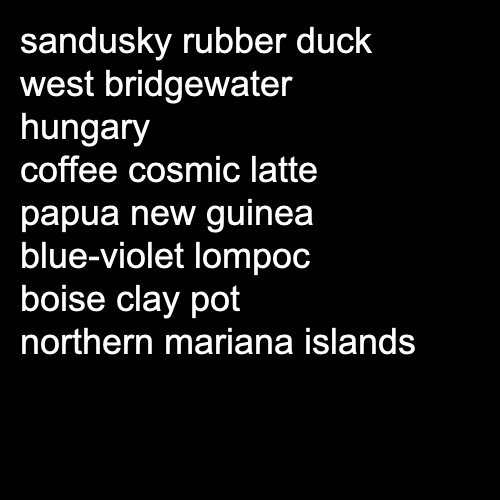 sandusky rubber duck
west bridgewater
hungary
coffee cosmic latte
papua new guinea
blue-violet lompoc
boise clay pot
northern mariana islands